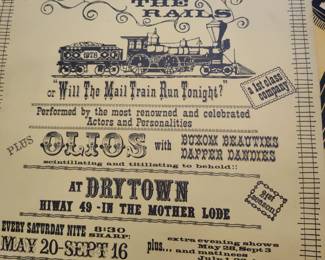 THE
RAILS
1978
or "Will The Mail Train Run Tonight?"
a 1st class
company
Performed by the most renowned and celebrated
"Actors and Personalities
PLUS OLIOS with BUXOM BEAUTIES
DAPPER DANDIES
scintillating and titillating to behold!!
AT DRYTOWN
HIWAY 49 - IN THE MOTHER LODE
21st
season
EVERY SATURDAY NITE 8:30
SHARP!
MAY 20-SEPT 16
extra evening shows
May 28, Sept 3
plus... and matinees